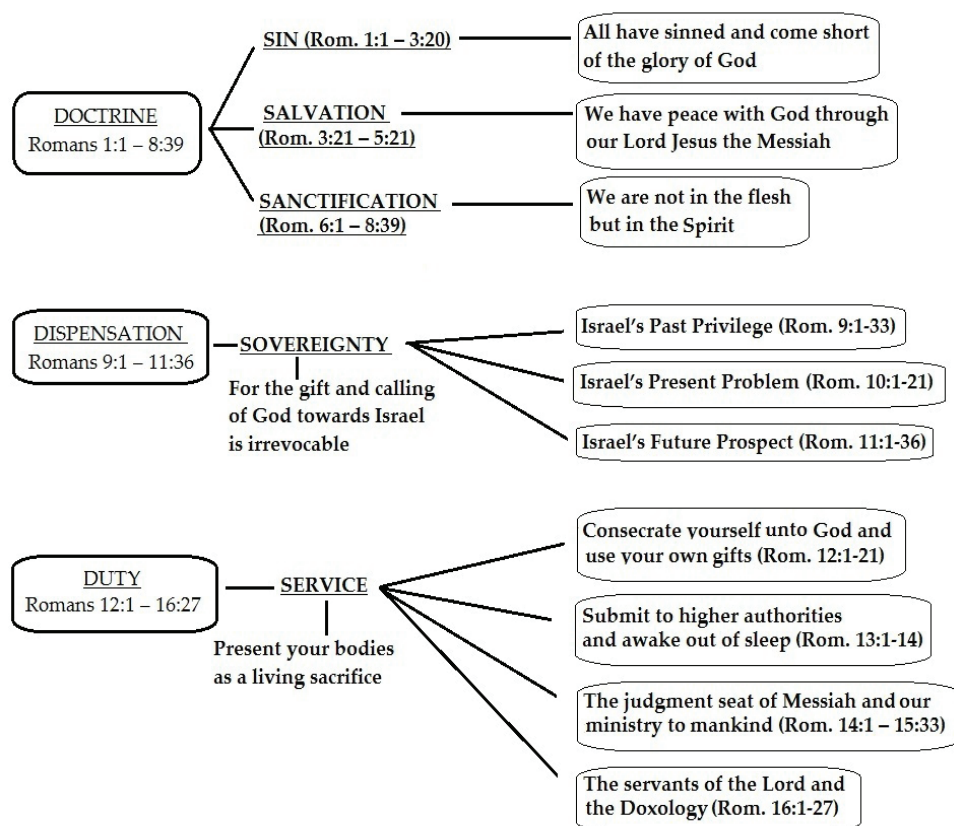 DOCTRINE
Romans 1:1 – 8:39
SIN (Rom. 1:1 – 3:20)
All have sinned and come short
of the glory of God
SALVATION
(Rom. 3:21 – 5:21)
We have peace with God through
our Lord Jesus the Messiah
SANCTIFICATION
(Rom. 6:1 – 8:39)
We are not in the flesh
but in the Spirit
DISPENSATION
Romans 9:1 – 11:36
SOVEREIGNTY
For the gift and calling
of God towards Israel
is irrevocable
Israel's Past Privilege (Rom. 9:1-33)
Israel's Present Problem (Rom. 10:1-21)
Israel's Future Prospect (Rom. 11:1-36)
DUTY
Romans 12:1 – 16:27
SERVICE
Present your bodies
as a living sacrifice
Consecrate yourself unto God and
use your own gifts (Rom. 12:1-21)
Submit to higher authorities
and awake out of sleep (Rom. 13:1-14)
The judgment seat of Messiah and our
ministry to mankind (Rom. 14:1 – 15:33)
The servants of the Lord and
the Doxology (Rom. 16:1-27)